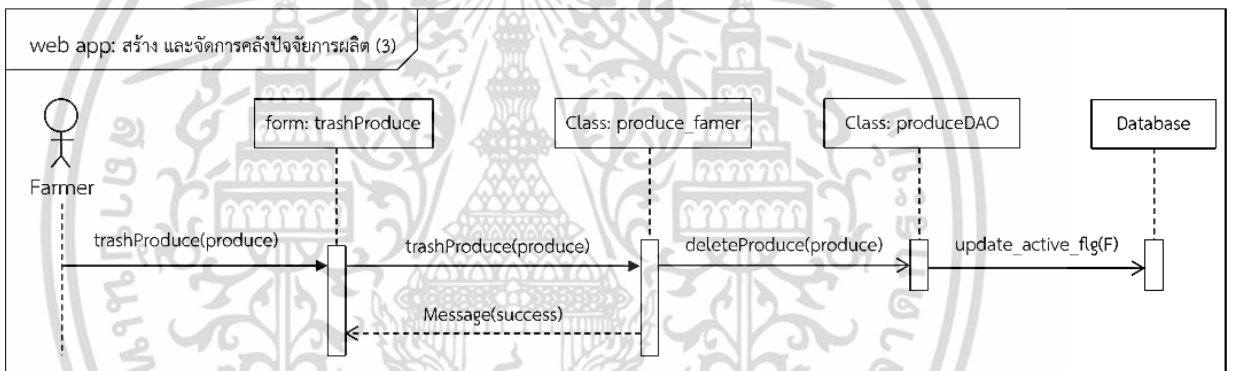 web app: สร้าง และจัดการคลังปัจจัยการผลิต (3)
form: trashProduce
Class: produce_famer
Class: produceDAO
Database
Farmer
trashProduce(produce)
trashProduce(produce)
deleteProduce(produce)
update_active_flg(F)
Message(success)